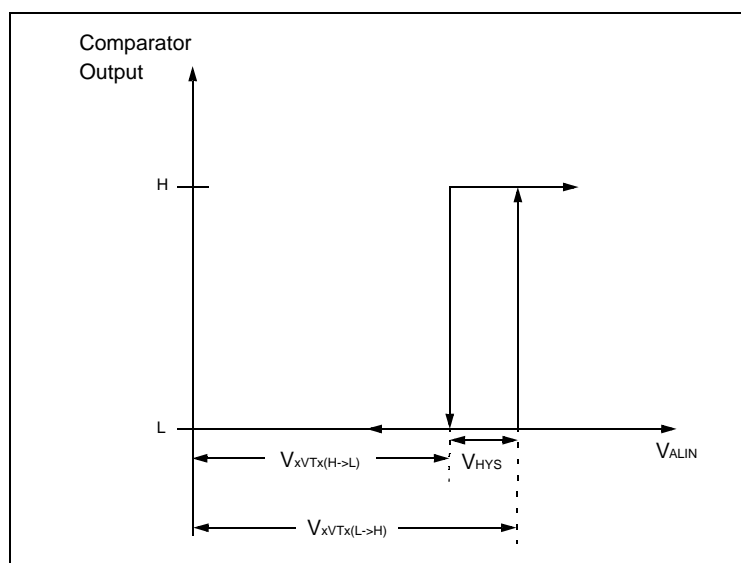 Comparator
Output
H
L
VxVTx(H->L)
VHYS
VALIN
VxVTx(L->H)